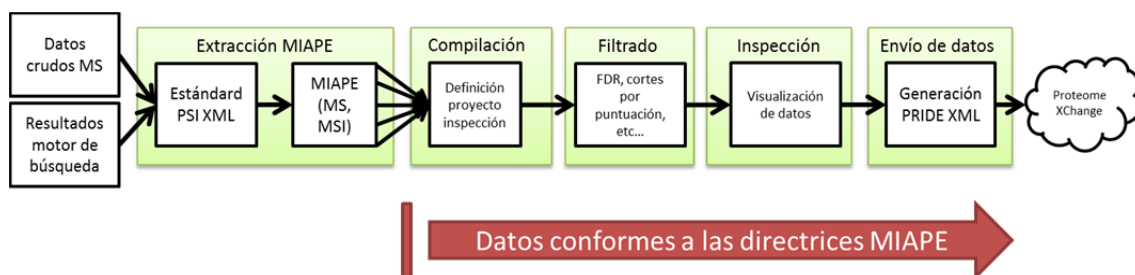 Datos
crudos MS
Resultados
motor de
búsqueda
Extracción MIAPE
Estándard
PSI XML
MIAPE
(MS,
MSI)
Compilación
Definición
proyecto
inspección
Filtrado
FDR, cortes
por
puntuación,
etc...
Inspección
Visualización
de datos
Envío de datos
Generación
PRIDE XML
Proteome
XChange
Datos conformes a las directrices MIAPE